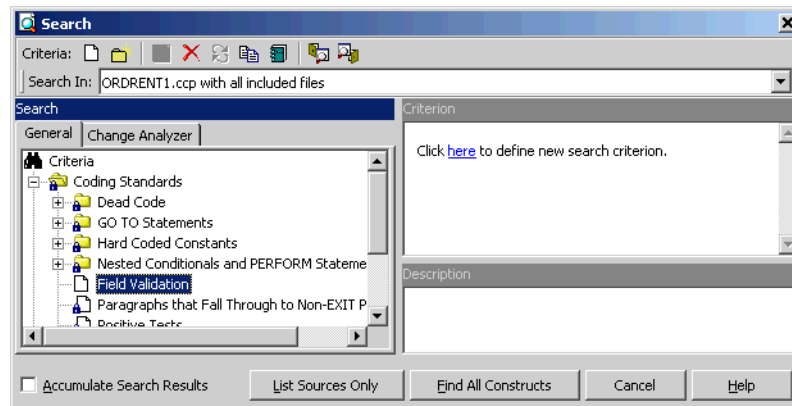 Search
Criteria:
Search In: ORDRENT1.ccp with all included files
Search
General Change Analyzer
Criteria
Coding Standards
Dead Code
GO TO Statements
Hard Coded Constants
Nested Conditionals and PERFORM Stateme
Field Validation
Paragraphs that Fall Through to Non-EXIT P
Positive Tests
Criterion
Click here to define new search criterion.
Description
Accumulate Search Results
List Sources Only
Find All Constructs
Cancel
Help